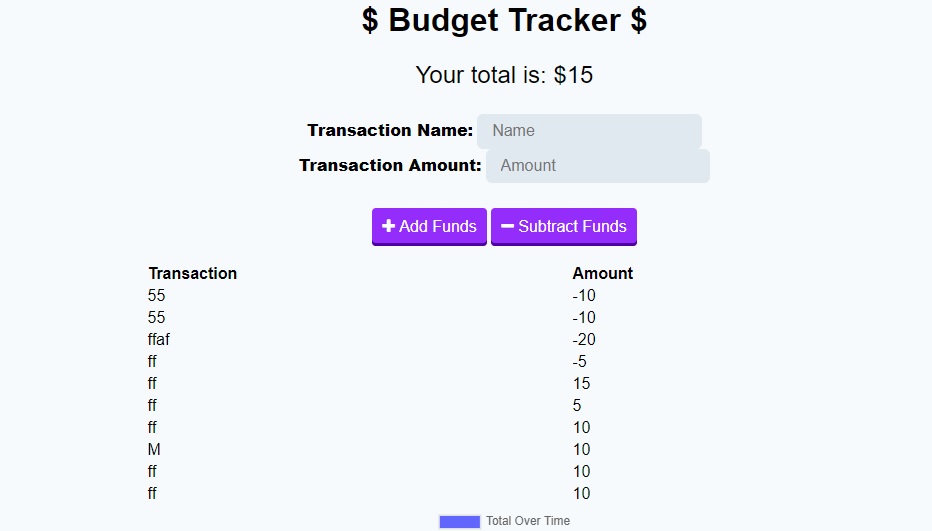 $ Budget Tracker $
Your total is: $15
Transaction Name: Name
Transaction Amount: Amount
Add Funds Subtract Funds
Transaction Amount
55 -10
55 -10
ffaf -20
ff -5
ff 15
ff 5
ff 10
M 10
ff 10
ff 10
Total Over Time